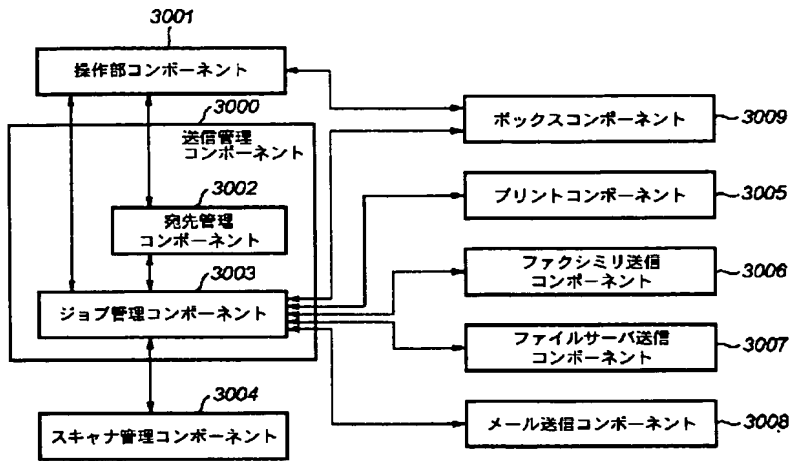 3001
操作部コンポーネント
3000
送信管理
コンポーネント
3002
宛先管理
コンポーネント
3003
ジョブ管理コンポーネント
3004
スキャナ管理コンポーネント
ボックスコンポーネント
3009
プリントコンポーネント
3005
ファクシミリ送信
コンポーネント
3006
ファイルサーバ送信
コンポーネント
3007
メール送信コンポーネント
3008